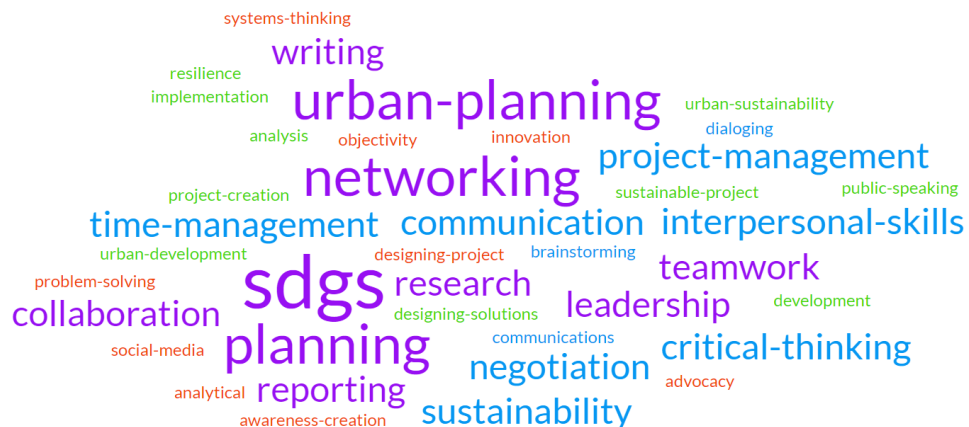 systems-thinking
writing
resilience
implementation
urban-planning
urban-sustainability
dialoging
analysis
objectivity
innovation
networking
project-management
project-creation
sustainable-project
public-speaking
time-management
communication
interpersonal-skills
urban-development
designing-project
brainstorming
problem-solving
sdgs
research
teamwork
collaboration
designing-solutions
leadership
development
social-media
planning
communications
critical-thinking
analytical
reporting
negotiation
advocacy
awareness-creation
sustainability